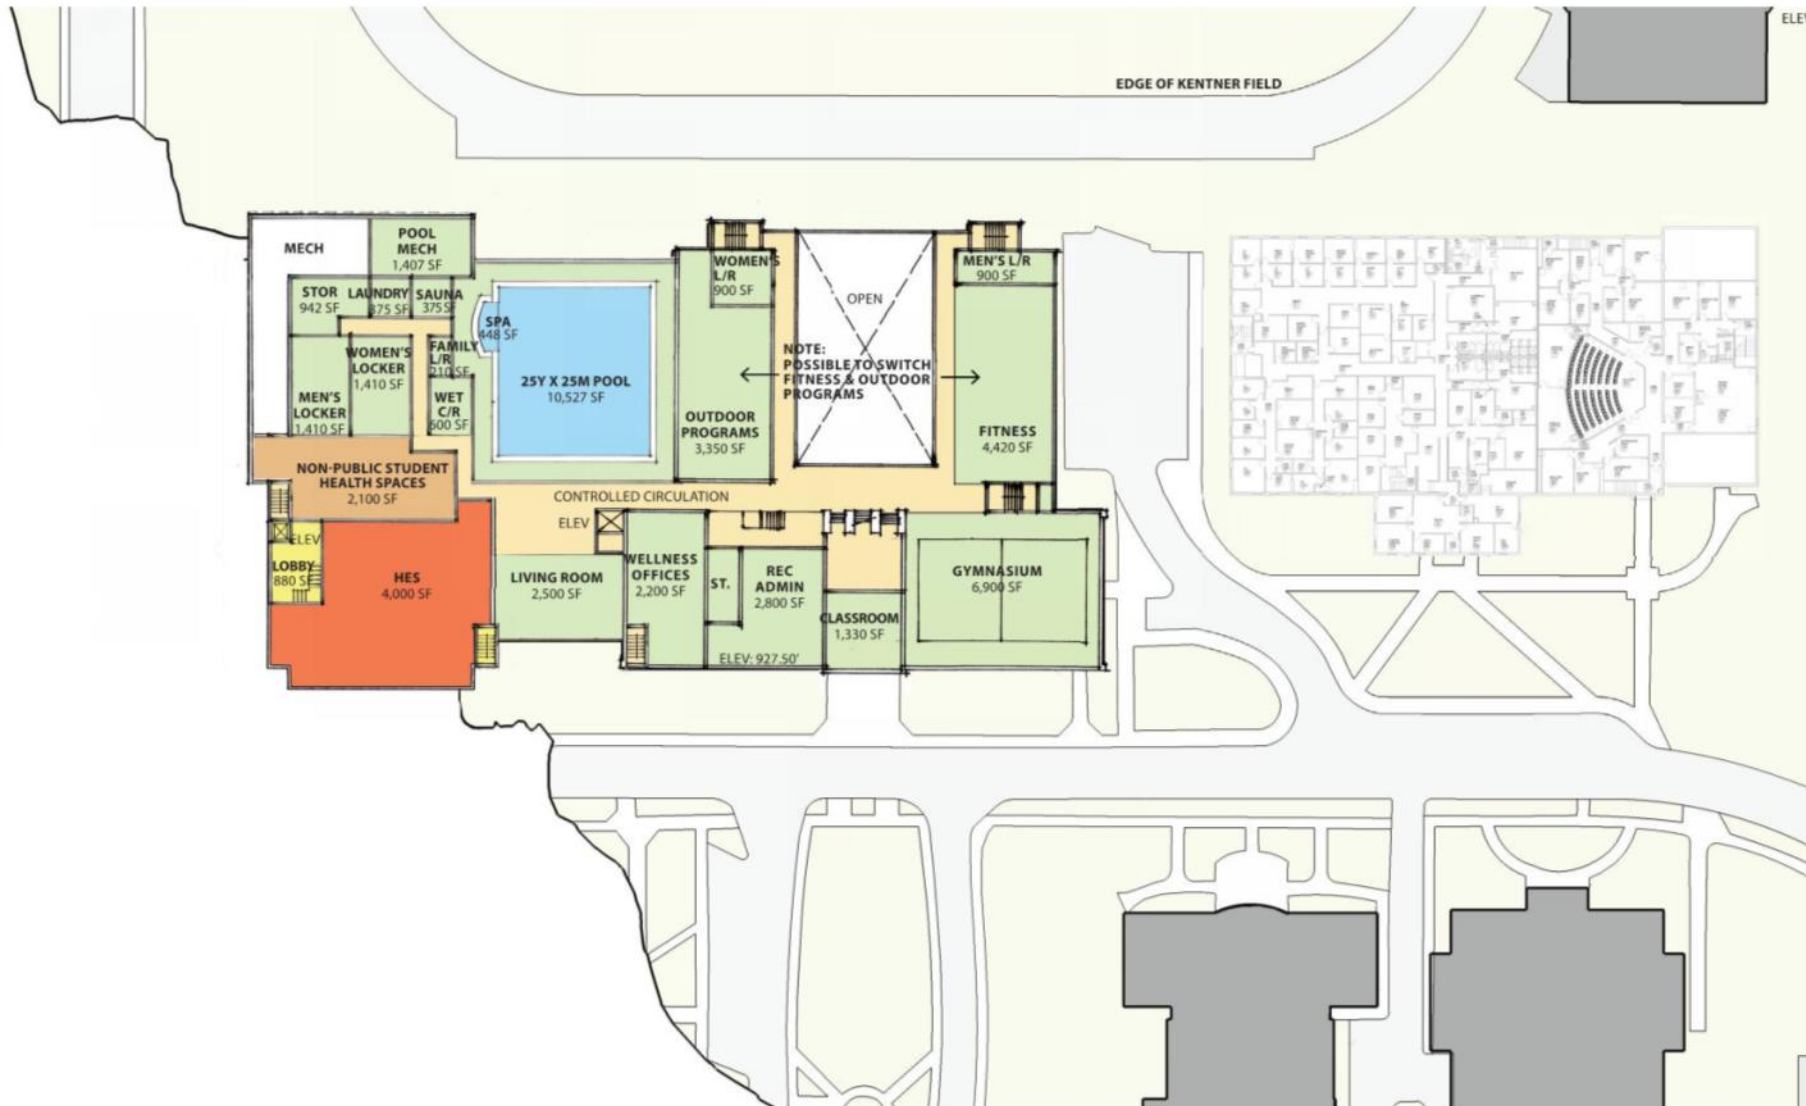 ELE
EDGE OF KENTNER FIELD
MECH
POOL
MECH
1,407 SF
STOR
942 SF
LAUNDRY
375 SF
SAUNA
375 SF
SPA
448 SF
WOMEN'S
LOCKER
1,410 SF
FAMILY
L/R
210 SF
MEN'S
LOCKER
1,410 SF
WET
C/R
600 SF
25Y X 25M POOL
10,527 SF
WOMEN'S
L/R
900 SF
OUTDOOR
PROGRAMS
3,350 SF
OPEN
NOTE:
POSSIBLE TO SWITCH
FITNESS & OUTDOOR
PROGRAMS
MEN'S L/R
900 SF
FITNESS
4,420 SF
NON-PUBLIC STUDENT
HEALTH SPACES
2,100 SF
CONTROLLED CIRCULATION
ELEV
ELEV
LOBBY
880 SF
HES
4,000 SF
LIVING ROOM
2,500 SF
WELLNESS
OFFICES
2,200 SF
ST.
REC
ADMIN
2,800 SF
ELEV: 927.50'
CLASSROOM
1,330 SF
GYMNASIUM
6,900 SF